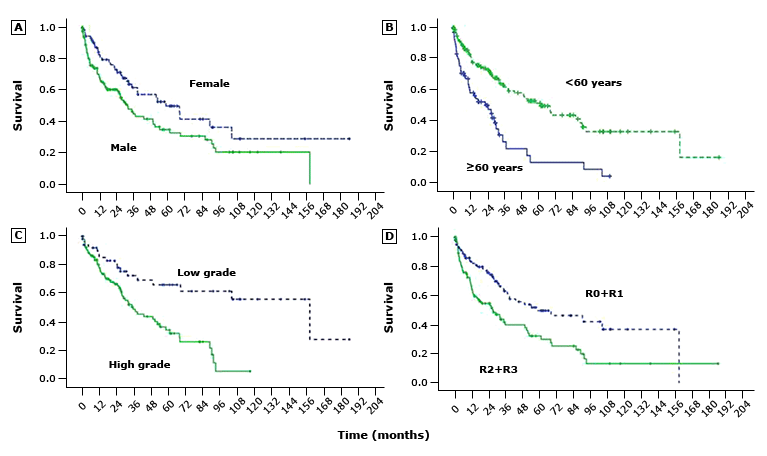 A
B
1.0
0.8
0.6
0.4
0.2
0.0
Survival
Female
Male
0 12 24 36 48 60 72 84 96 108 120 132 144 156 168 180 192 204
1.0
0.8
0.6
0.4
0.2
0.0
Survival
<60 years
≥60 years
0 12 24 36 48 60 72 84 96 108 120 132 144 156 168 180 192 204
C
D
1.0
0.8
0.6
0.4
0.2
0.0
Survival
Low grade
High grade
0 12 24 36 48 60 72 84 96 108 120 132 144 156 168 180 192 204
1.0
0.8
0.6
0.4
0.2
0.0
Survival
R0+R1
R2+R3
0 12 24 36 48 60 72 84 96 108 120 132 144 156 168 180 192 204
Time (months)